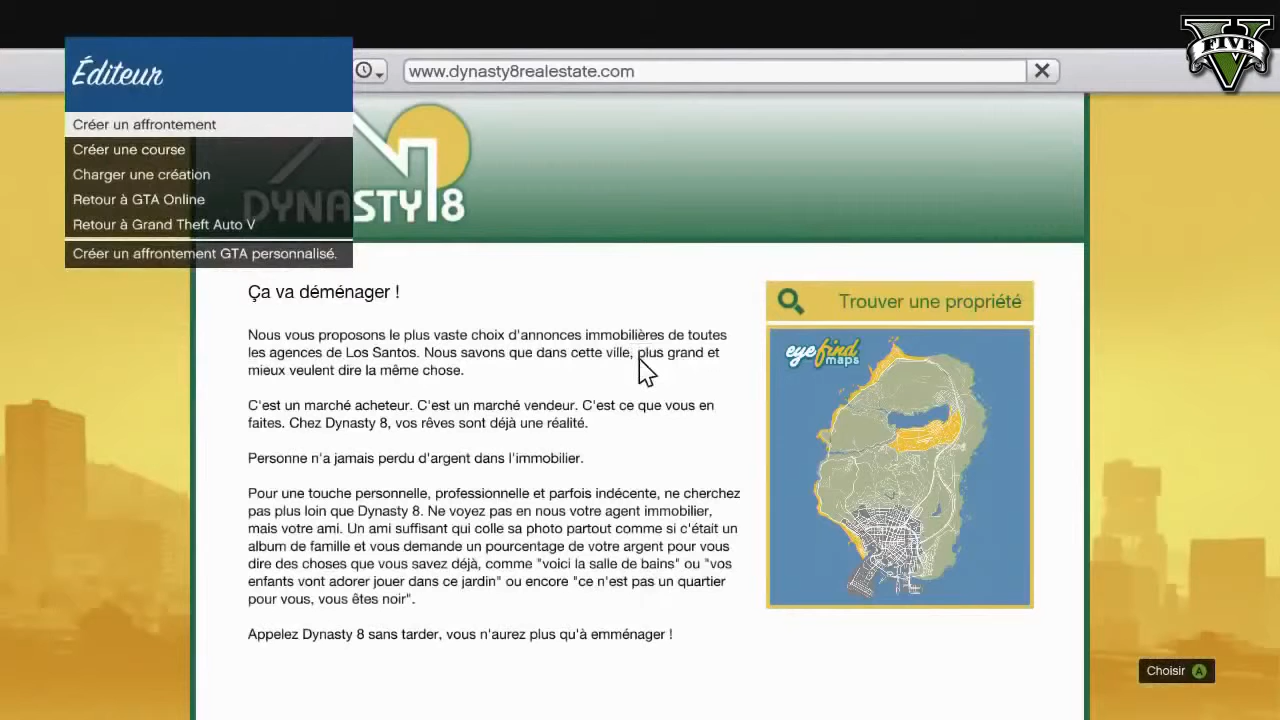 Éditeur
Créer un affrontement
Créer une course
Charger une création
Retour à GTA Online
Retour à Grand Theft Auto V
Créer un affrontement GTA personnalisé.
www.dynasty8realestate.com
V
FIVE
DYNASTY 8
Ça va déménager !
Nous vous proposons le plus vaste choix d'annonces immobilières de toutes
les agences de Los Santos. Nous savons que dans cette ville, plus grand et
mieux veulent dire la même chose.
C'est un marché acheteur. C'est un marché vendeur. C'est ce que vous en
faites. Chez Dynasty 8, vos rêves sont déjà une réalité.
Personne n'a jamais perdu d'argent dans l'immobilier.
Pour une touche personnelle, professionnelle et parfois indécente, ne cherchez
pas plus loin que Dynasty 8. Ne voyez pas en nous votre agent immobilier,
mais votre ami. Un ami suffisant qui colle sa photo partout comme si c'était un
album de famille et vous demande un pourcentage de votre argent pour vous
dire des choses que vous savez déjà, comme "voici la salle de bains" ou "vos
enfants vont adorer jouer dans ce jardin" ou encore "ce n'est pas un quartier
pour vous, vous êtes noir".
Appelez Dynasty 8 sans tarder, vous n'aurez plus qu'à emménager !
Trouver une propriété
eyefind
maps
Choisir A